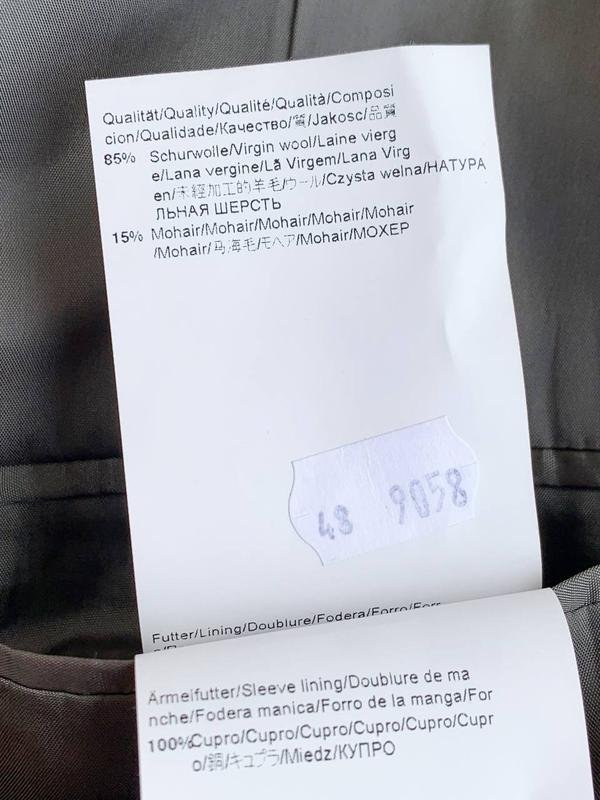 Qualität/Quality/Qualité/Qualità/Composi
cion/Qualidade/Качество/質/Jakosc/品質
85% Schurwolle/Virgin wool/Laine vierg
e/Lana vergine/Lã Virgem/Lana Virg
en/未經加工的羊毛/ウール/Czysta welna/НАТУРА
ЛЬНАЯ ШЕРСТЬ
15% Mohair/Mohair/Mohair/Mohair/Mohair
/Mohair/马海毛/モヘア/Mohair/МОХЕР
48 9058
Futter/Lining/Doublure/Fodera/Forro/Forr
Ärmelfutter/Sleeve lining/Doublure de ma
nche/Fodera manica/Forro de la manga/For
100%Cupro/Cupro/Cupro/Cupro/Cupro/Cupr
o/銅/キュプラ/Miedz/КУПРО